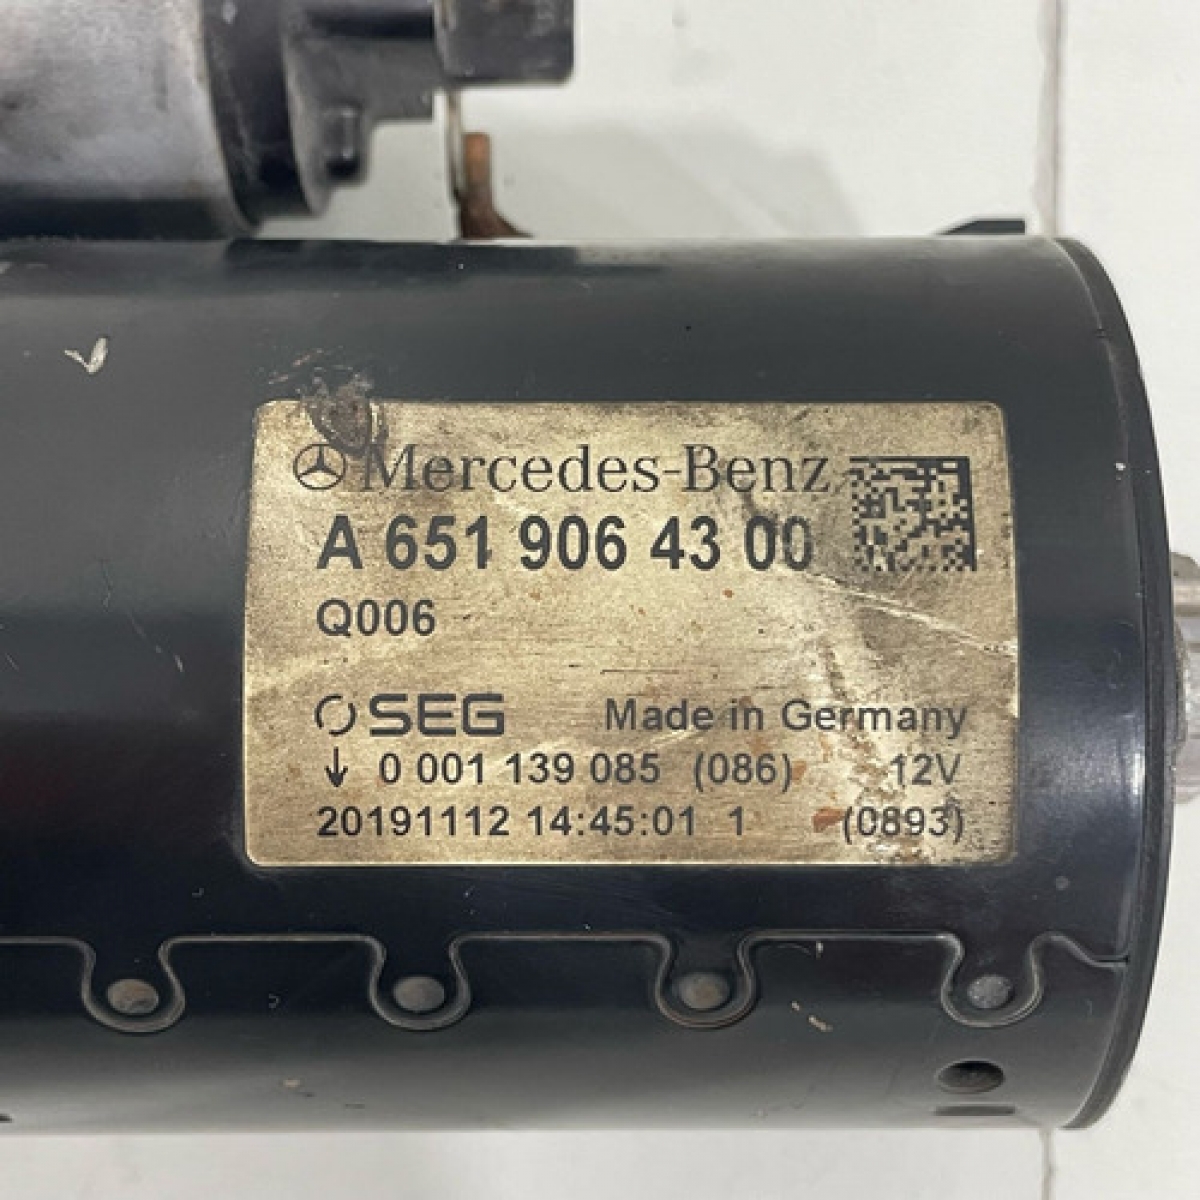 Mercedes-Benz
A 651 906 43 00
Q006
SEG Made in Germany
↓ 0 001 139 085 (086) 12V
20191112 14:45:01 1 (0893)